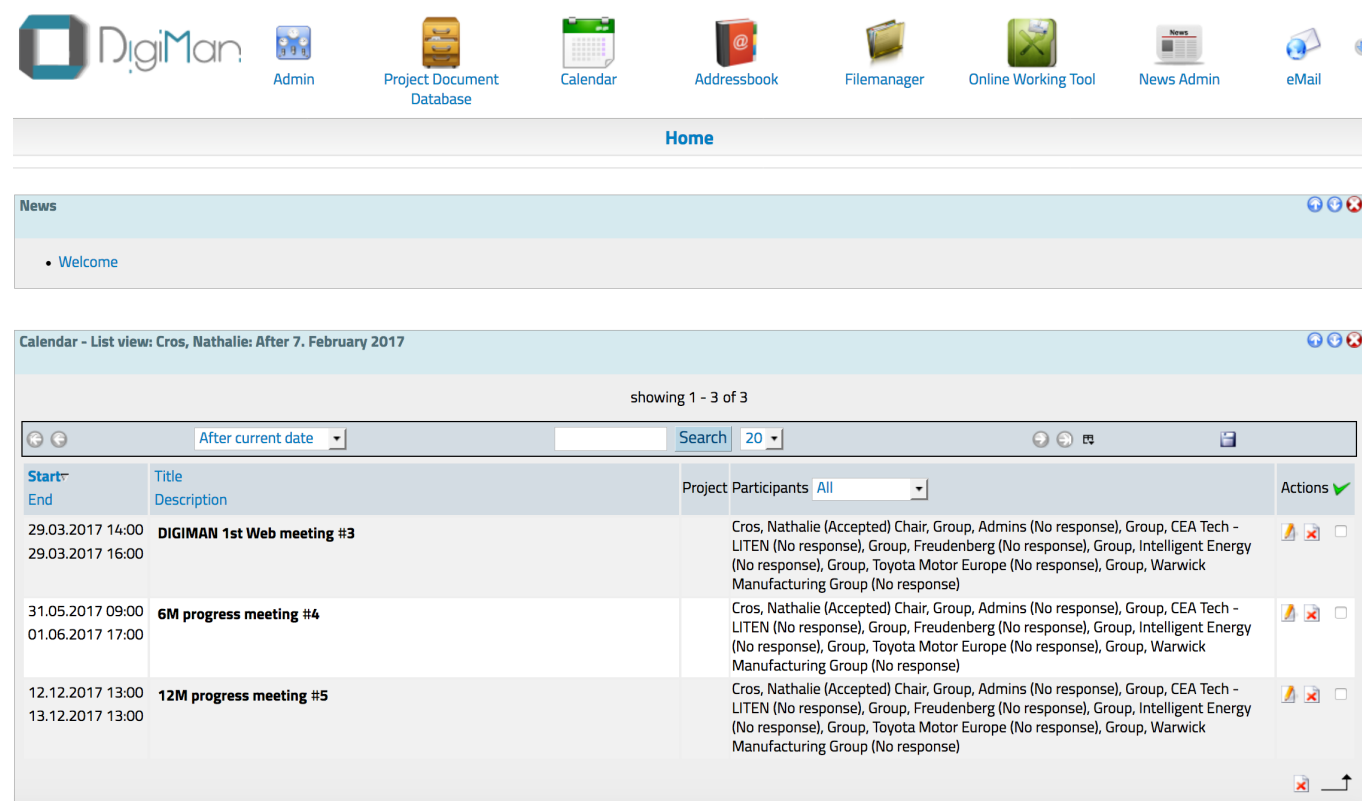 DigiMan
Admin
Project Document
Database
Calendar
Addressbook
Filemanager
Online Working Tool
News
News Admin
eMail
Home
News
• Welcome
Calendar - List view: Cros, Nathalie: After 7. February 2017
showing 1 - 3 of 3
After current date
Search
20
Start
End
Title
Description
Project
Participants
All
Actions
29.03.2017 14:00
29.03.2017 16:00
DIGIMAN 1st Web meeting #3
Cros, Nathalie (Accepted) Chair, Group, Admins (No response), Group, CEA Tech -
LITEN (No response), Group, Freudenberg (No response), Group, Intelligent Energy
(No response), Group, Toyota Motor Europe (No response), Group, Warwick
Manufacturing Group (No response)
31.05.2017 09:00
01.06.2017 17:00
6M progress meeting #4
Cros, Nathalie (Accepted) Chair, Group, Admins (No response), Group, CEA Tech -
LITEN (No response), Group, Freudenberg (No response), Group, Intelligent Energy
(No response), Group, Toyota Motor Europe (No response), Group, Warwick
Manufacturing Group (No response)
12.12.2017 13:00
13.12.2017 13:00
12M progress meeting #5
Cros, Nathalie (Accepted) Chair, Group, Admins (No response), Group, CEA Tech -
LITEN (No response), Group, Freudenberg (No response), Group, Intelligent Energy
(No response), Group, Toyota Motor Europe (No response), Group, Warwick
Manufacturing Group (No response)